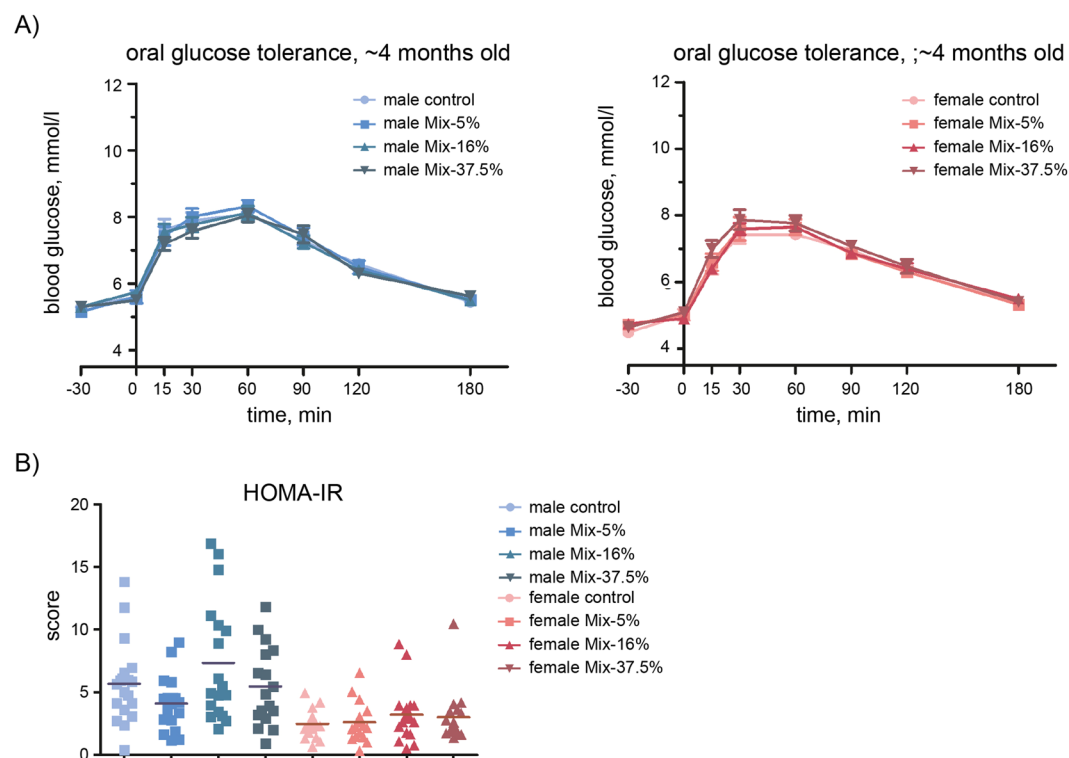 A)
oral glucose tolerance, ~4 months old
blood glucose, mmol/l
12
10
8
6
4
-30 0 15 30 60 90 120 180
time, min
male control
male Mix-5%
male Mix-16%
male Mix-37.5%
oral glucose tolerance, ;~4 months old
blood glucose, mmol/l
12
10
8
6
4
-30 0 15 30 60 90 120 180
time, min
female control
female Mix-5%
female Mix-16%
female Mix-37.5%
B)
HOMA-IR
score
20
15
10
5
0
male control
male Mix-5%
male Mix-16%
male Mix-37.5%
female control
female Mix-5%
female Mix-16%
female Mix-37.5%